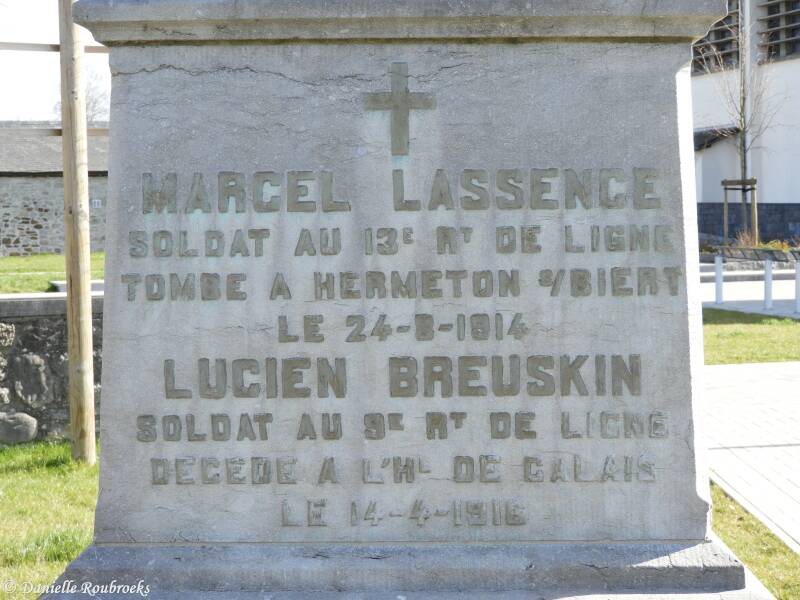 MARCEL LASSENCE
SOLDAT AU 13E RT DE LIGNE
TOMBE A HERMETON S/BIERT
LE 24-8-1914
LUCIEN BREUSKIN
SOLDAT AU 9E RT DE LIGNE
DECEDE A L'HL DE CALAIS
LE 14-4-1916
© Danielle Roubroeks